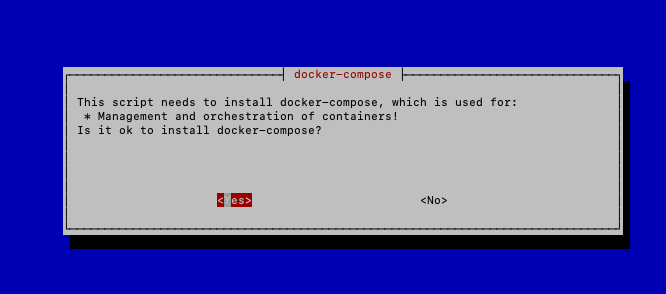 docker-compose
This script needs to install docker-compose, which is used for:
* Management and orchestration of containers!
Is it ok to install docker-compose?
<Yes> <No>